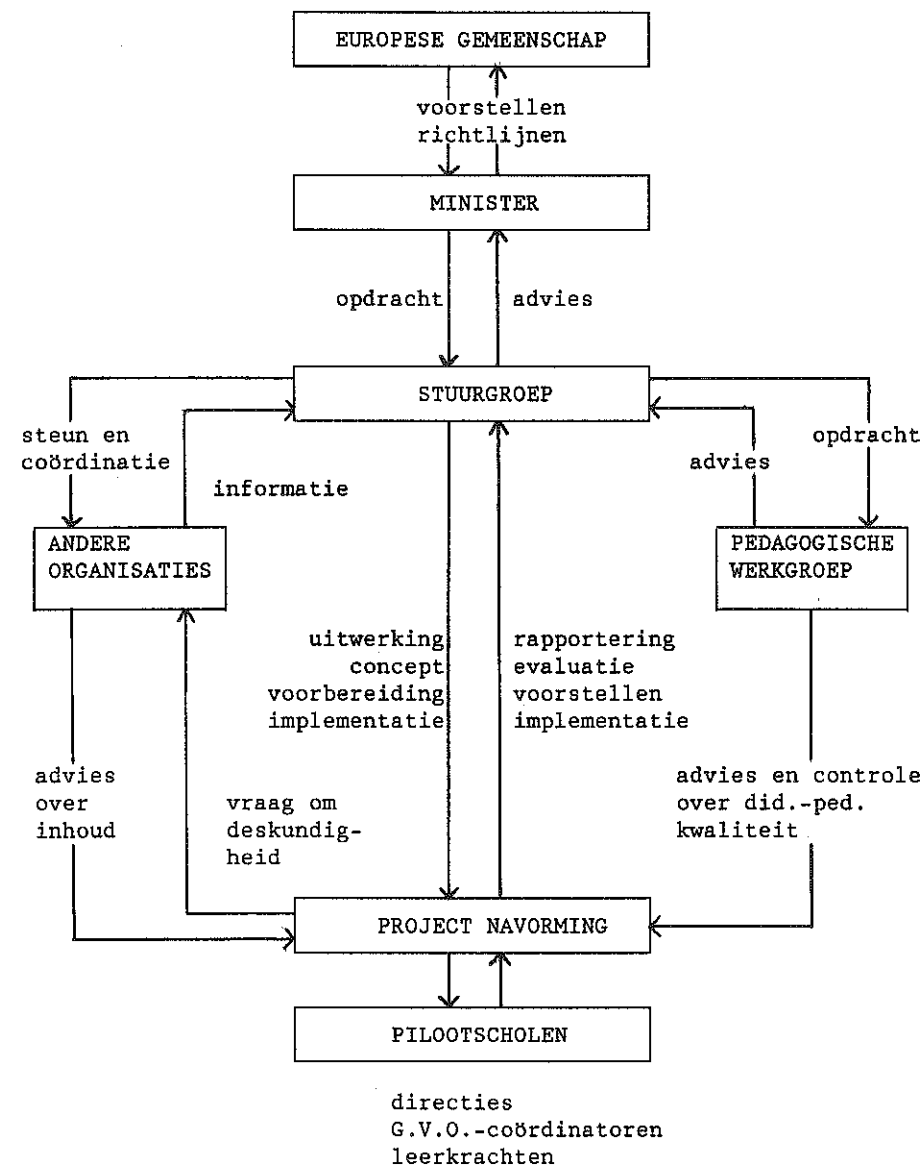 EUROPESE GEMEENSCHAP
voorstellen
richtlijnen
MINISTER
opdracht
advies
STUURGROEP
steun en
coördinatie
informatie
advies
opdracht
ANDERE
ORGANISATIES
PEDAGOGISCHE
WERKGROEP
uitwerking
concept
voorbereiding
implementatie
rapportering
evaluatie
voorstellen
implementatie
advies
over
inhoud
vraag om
deskundig-
heid
advies en controle
over did.-ped.
kwaliteit
PROJECT NAVORMING
PILOOTSCHOLEN
directies
G.V.O.-coördinatoren
leerkrachten